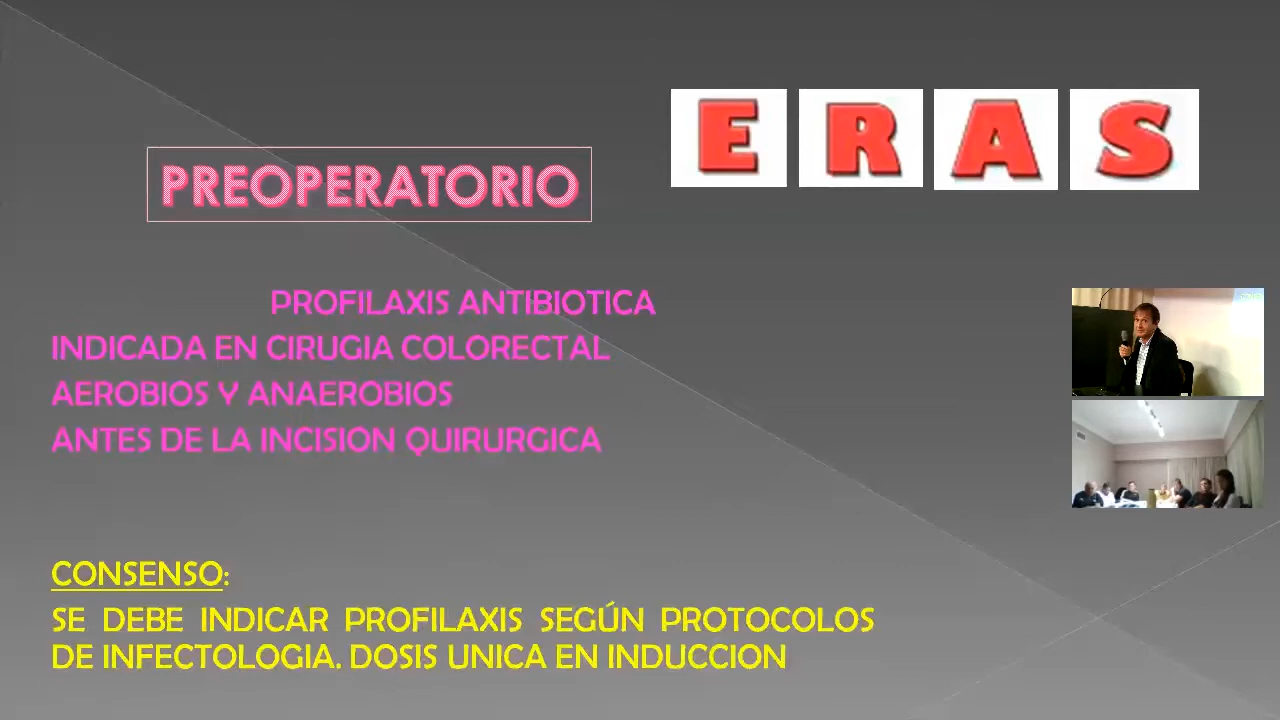 ERAS
PREOPERATORIO
PROFILAXIS ANTIBIOTICA
INDICADA EN CIRUGIA COLORECTAL
AEROBIOS Y ANAEROBIOS
ANTES DE LA INCISION QUIRURGICA
CONSENSO:
SE DEBE INDICAR PROFILAXIS SEGÚN PROTOCOLOS
DE INFECTOLOGIA. DOSIS UNICA EN INDUCCION